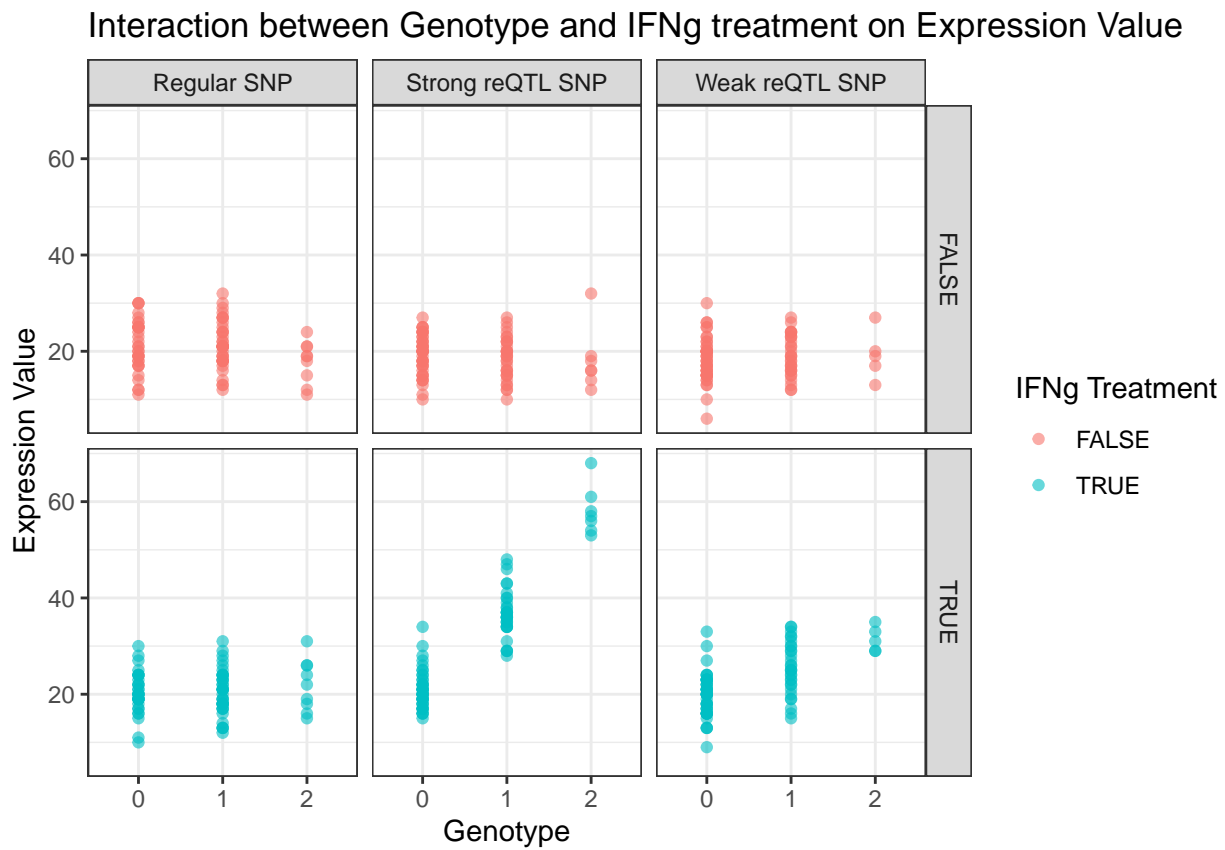 Interaction between Genotype and IFNg treatment on Expression Value
Regular SNP
Strong reQTL SNP
Weak reQTL SNP
Expression Value
60
40
20
FALSE
60
40
20
TRUE
0
1
2
0
1
2
0
1
2
Genotype
IFNg Treatment
FALSE
TRUE